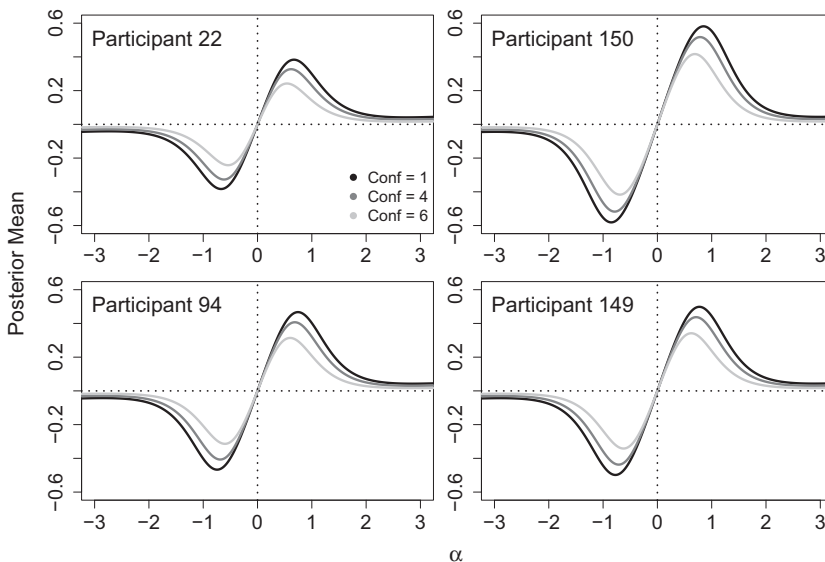 Participant 22
Participant 150
0.6
0.2
−0.2
−0.6
Conf = 1
Conf = 4
Conf = 6
−3 −2 −1 0 1 2 3
0.6
0.2
−0.2
−0.6
−3 −2 −1 0 1 2 3
Posterior Mean
Participant 94
Participant 149
0.6
0.2
−0.2
−0.6
−3 −2 −1 0 1 2 3
0.6
0.2
−0.2
−0.6
−3 −2 −1 0 1 2 3
α